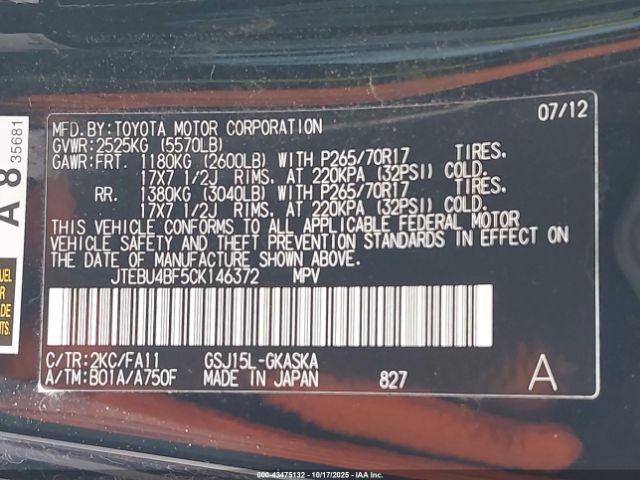 07/12
MFD.BY:TOYOTA MOTOR CORPORATION
GVWR:2525KG (5570LB)
GAWR:FRT. 1180KG (2600LB) WITH P265/70R17 TIRES.
17X7 1/2J RIMS. AT 220KPA (32PSI) COLD.
RR. 1380KG (3040LB) WITH P265/70R17 TIRES.
17X7 1/2J RIMS. AT 220KPA (32PSI) COLD.
THIS VEHICLE CONFORMS TO ALL APPLICABLE FEDERAL MOTOR
VEHICLE SAFETY AND THEFT PREVENTION STANDARDS IN EFFECT ON
THE DATE OF MANUFACTURE SHOWN ABOVE.
JTEBU4BF5CK146372 MPV
C/TR:2KC/FA11 GSJ15L-GKASKA
A/TM:B01A/A750F MADE IN JAPAN 827 A
A 8 35681
FUEL
000-43475132 - 10/17/2025 - IAA Inc.